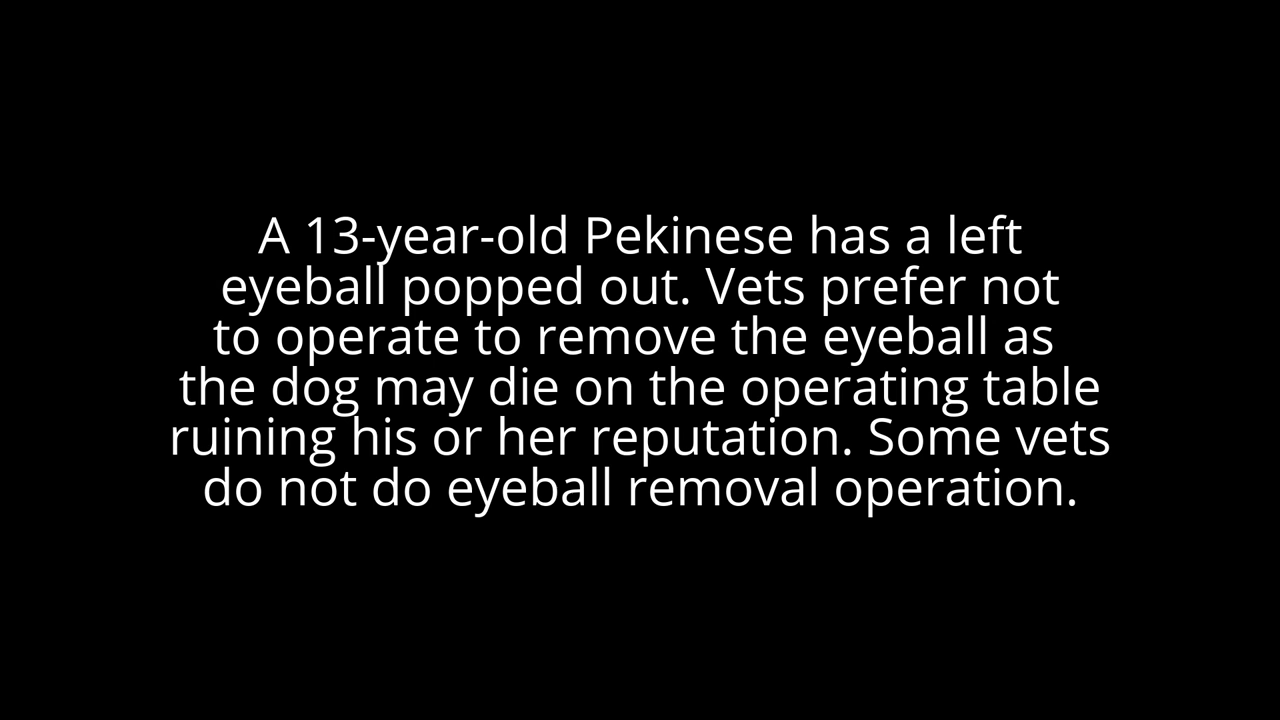 A 13-year-old Pekinese has a left
eyeball popped out. Vets prefer not
to operate to remove the eyeball as
the dog may die on the operating table
ruining his or her reputation. Some vets
do not do eyeball removal operation.